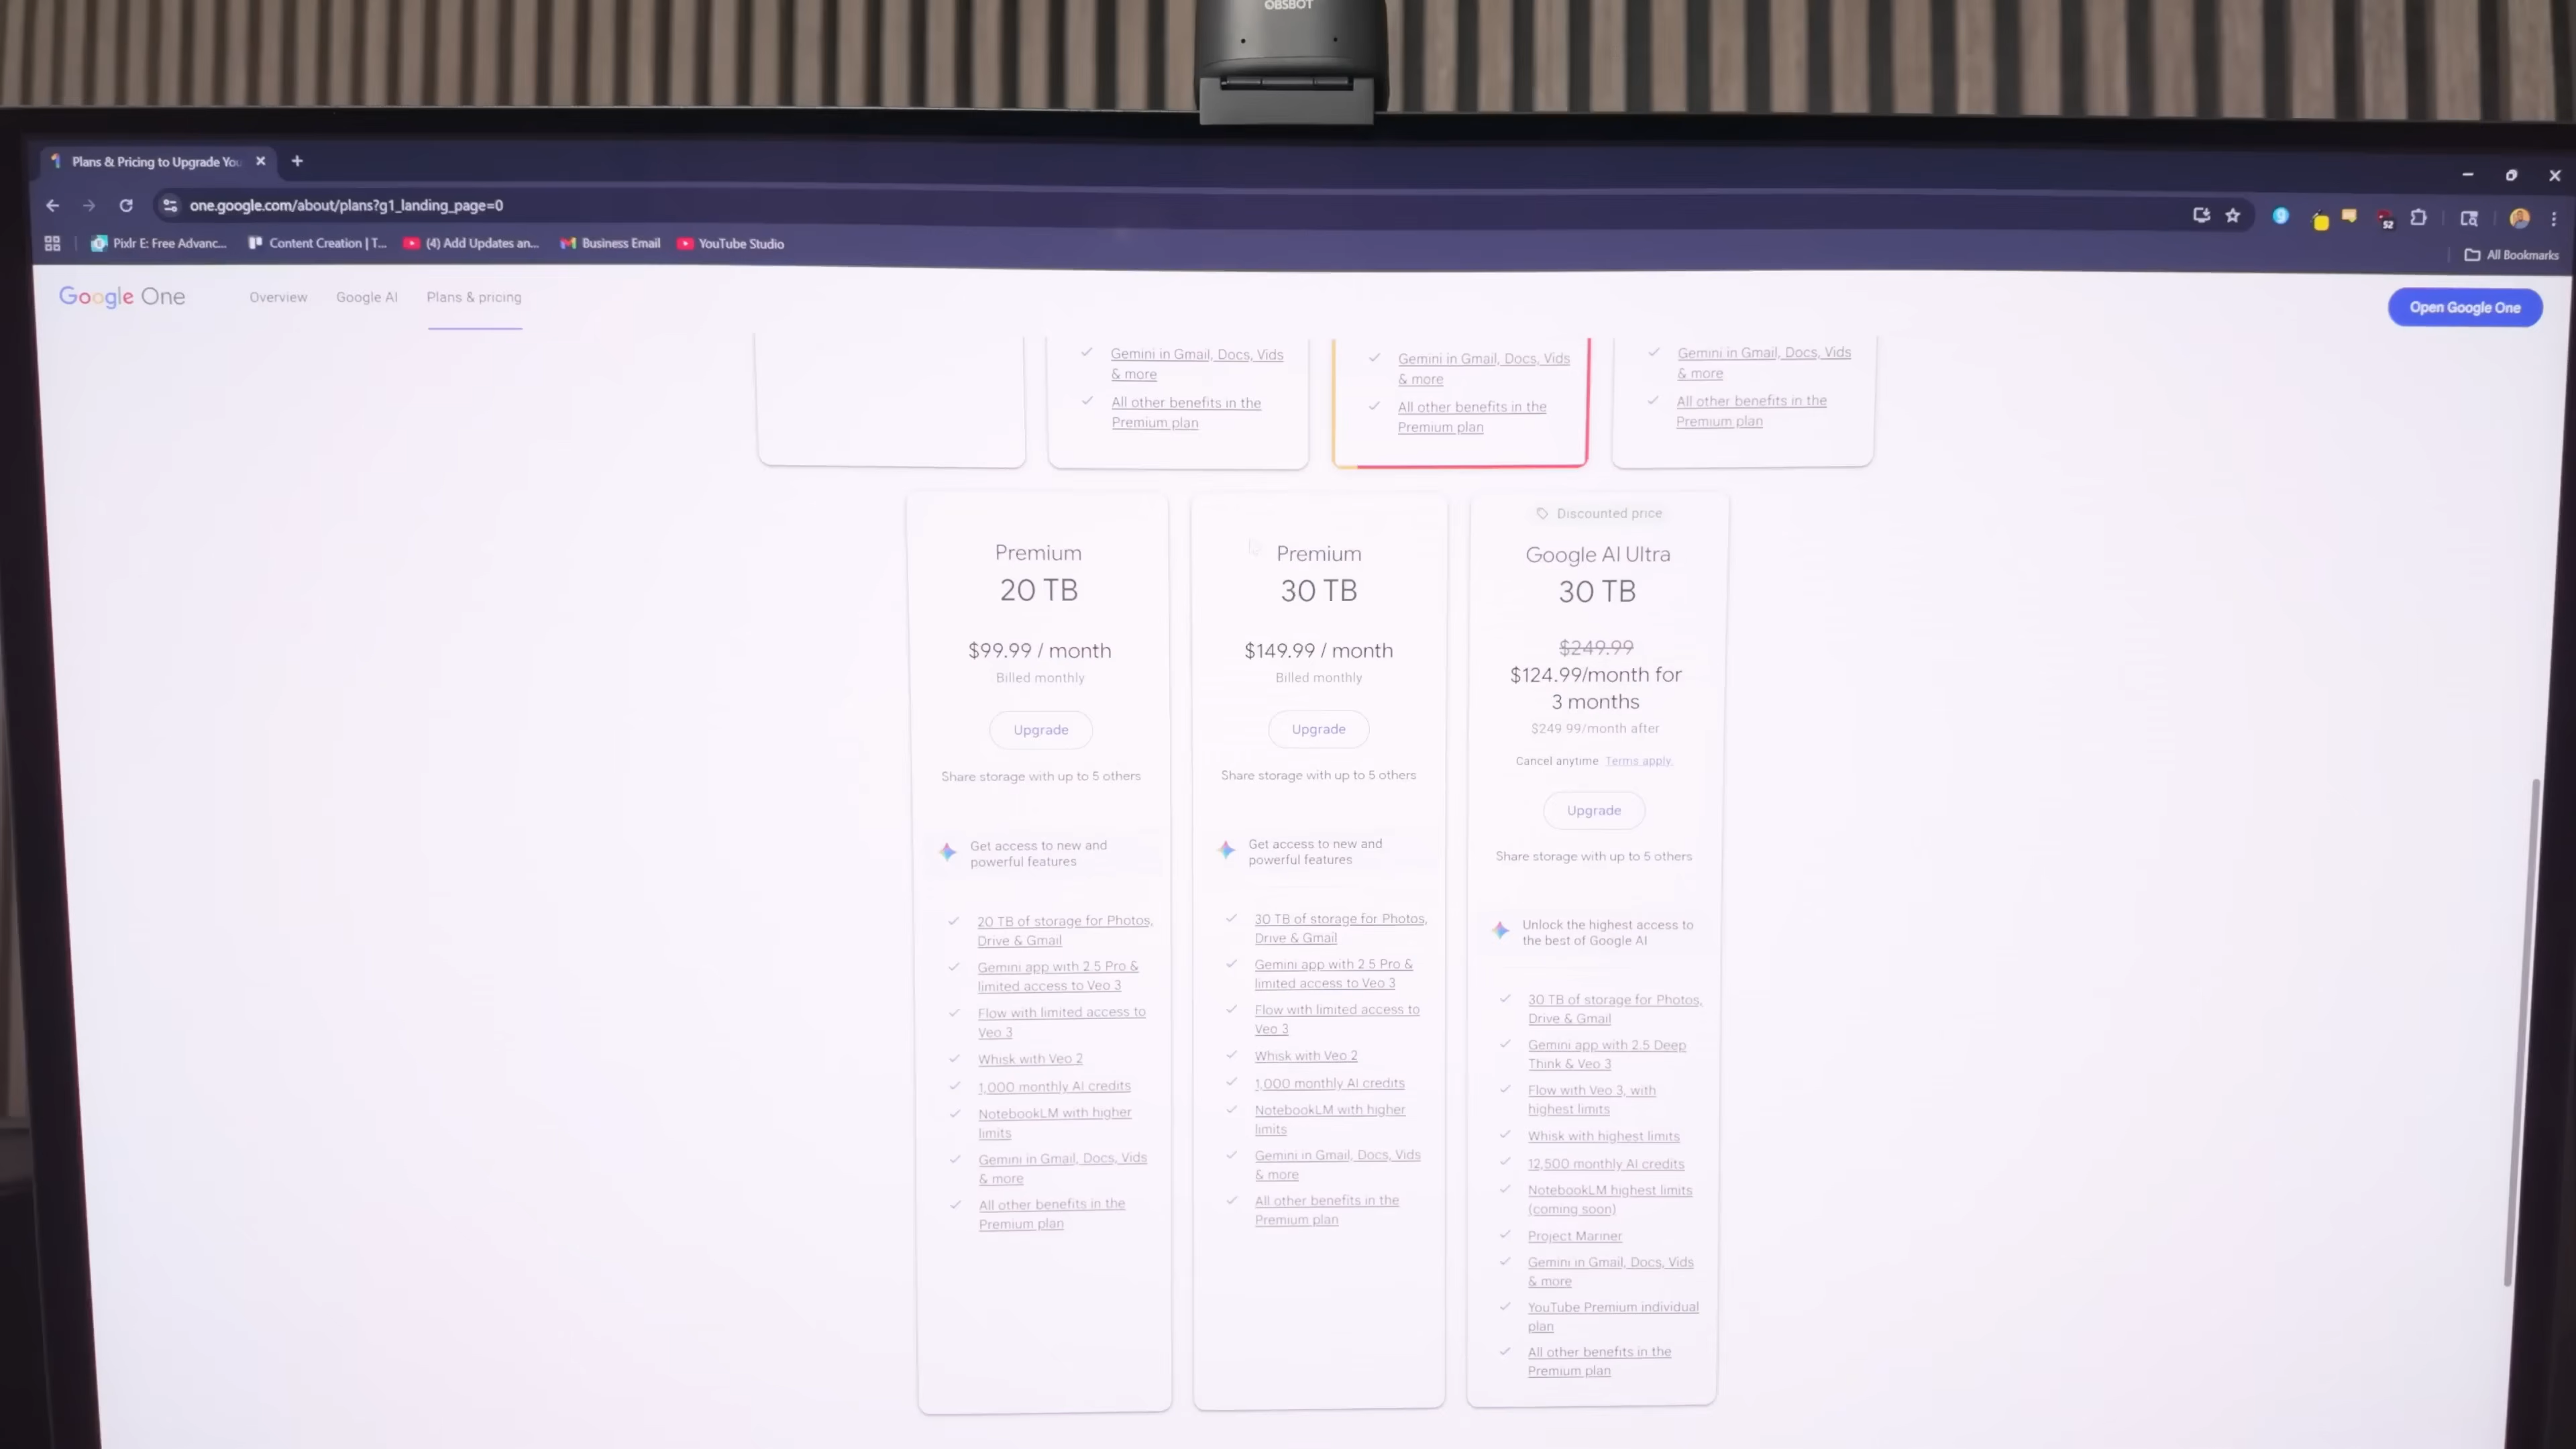 OBSBOT
Plans & Pricing to Upgrade You
one.google.com/about/plans?g1_landing_page=0
52
Pixlr E: Free Advanc...
Content Creation | T...
(4) Add Updates an...
Business Email
YouTube Studio
All Bookmarks
Google One
Overview
Google AI
Plans & pricing
Open Google One
Gemini in Gmail, Docs, Vids
& more
All other benefits in the
Premium plan
Gemini in Gmail, Docs, Vids
& more
All other benefits in the
Premium plan
Gemini in Gmail, Docs, Vids
& more
All other benefits in the
Premium plan
Premium
20 TB
$99.99 / month
Billed monthly
Upgrade
Share storage with up to 5 others
Get access to new and
powerful features
20 TB of storage for Photos,
Drive & Gmail
Gemini app with 2.5 Pro &
limited access to Veo 3
Flow with limited access to
Veo 3
Whisk with Veo 2
1,000 monthly AI credits
NotebookLM with higher
limits
Gemini in Gmail, Docs, Vids
& more
All other benefits in the
Premium plan
Premium
30 TB
$149.99 / month
Billed monthly
Upgrade
Share storage with up to 5 others
Get access to new and
powerful features
30 TB of storage for Photos,
Drive & Gmail
Gemini app with 2.5 Pro &
limited access to Veo 3
Flow with limited access to
Veo 3
Whisk with Veo 2
1,000 monthly AI credits
NotebookLM with higher
limits
Gemini in Gmail, Docs, Vids
& more
All other benefits in the
Premium plan
Discounted price
Google AI Ultra
30 TB
$249.99
$124.99/month for
3 months
$249.99/month after
Cancel anytime Terms apply.
Upgrade
Share storage with up to 5 others
Unlock the highest access to
the best of Google AI
30 TB of storage for Photos,
Drive & Gmail
Gemini app with 2.5 Deep
Think & Veo 3
Flow with Veo 3, with
highest limits
Whisk with highest limits
12,500 monthly AI credits
NotebookLM highest limits
(coming soon)
Project Mariner
Gemini in Gmail, Docs, Vids
& more
YouTube Premium individual
plan
All other benefits in the
Premium plan